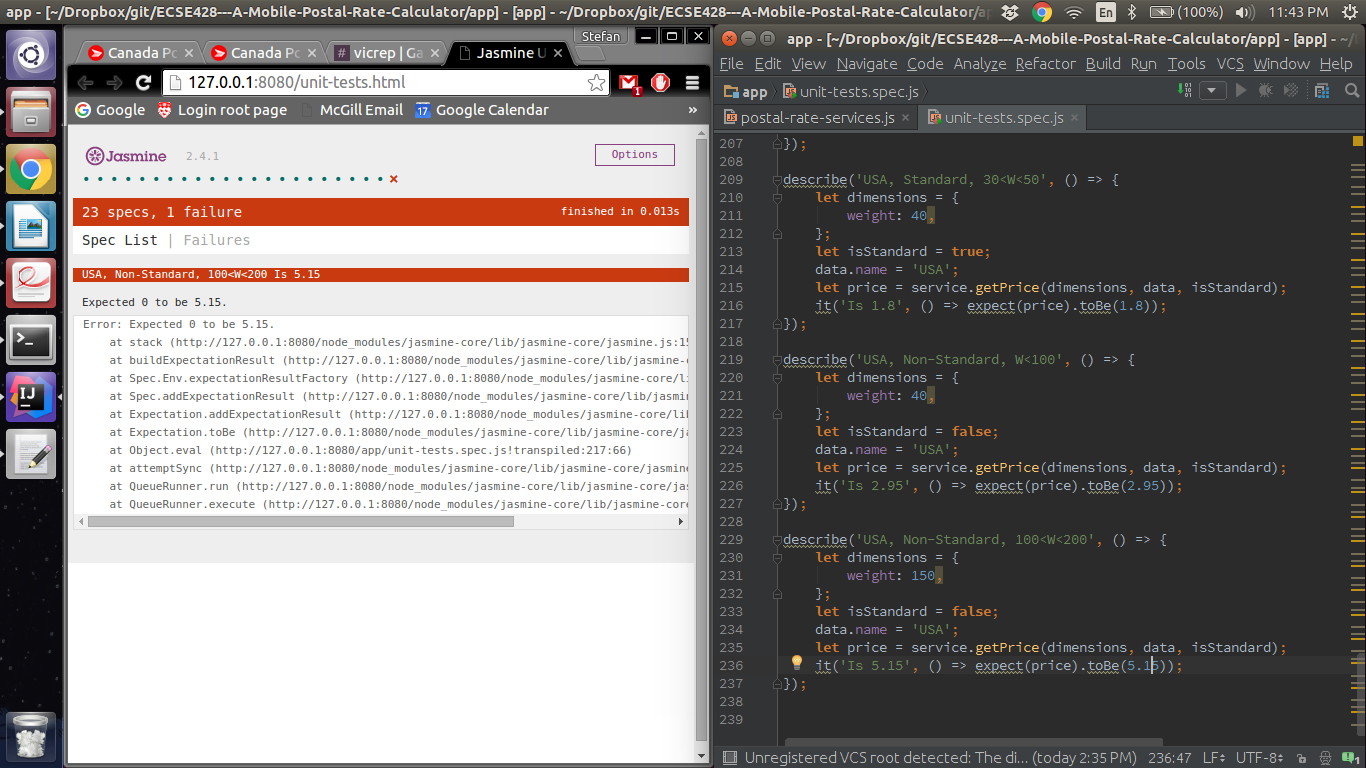 app - [~/Dropbox/git/ECSE428---A-Mobile-Postal-Rate-Calculator/app] - [app] - ~/Dropbox/git/ECSE428---A-Mobile-Postal-Rate-Calculator/ap
En
(100%)
11:43 PM
Stefan
Canada Po
Canada Po
vicrep | Ga
Jasmine U
127.0.0.1:8080/unit-tests.html
1
Google
Login root page
McGill Email
17
Google Calendar
»
Jasmine
2.4.1
Options
23 specs, 1 failure
finished in 0.013s
Spec List | Failures
USA, Non-Standard, 100<W<200 Is 5.15
Expected 0 to be 5.15.
Error: Expected 0 to be 5.15.
at stack (http://127.0.0.1:8080/node_modules/jasmine-core/lib/jasmine-core/jasmine.js:15
at buildExpectationResult (http://127.0.0.1:8080/node_modules/jasmine-core/lib/jasmine-c
at Spec.Env.expectationResultFactory (http://127.0.0.1:8080/node_modules/jasmine-core/li
at Spec.addExpectationResult (http://127.0.0.1:8080/node_modules/jasmine-core/lib/jasmin
at Expectation.addExpectationResult (http://127.0.0.1:8080/node_modules/jasmine-core/lib
at Expectation.toBe (http://127.0.0.1:8080/node_modules/jasmine-core/lib/jasmine-core/ja
at Object.eval (http://127.0.0.1:8080/app/unit-tests.spec.js!transpiled:217:66)
at attemptSync (http://127.0.0.1:8080/node_modules/jasmine-core/lib/jasmine-core/jasmine
at QueueRunner.run (http://127.0.0.1:8080/node_modules/jasmine-core/lib/jasmine-core/jas
at QueueRunner.execute (http://127.0.0.1:8080/node_modules/jasmine-core/lib/jasmine-core
app - [~/Dropbox/git/ECSE428---A-Mobile-Postal-Rate-Calculator/app] - [app] - ~/
File Edit View Navigate Code Analyze Refactor Build Run Tools VCS Window Help
app
unit-tests.spec.js
postal-rate-services.js
unit-tests.spec.js
207 });
208
209 describe('USA, Standard, 30<W<50', () => {
210 let dimensions = {
211 weight: 40,
212 };
213 let isStandard = true;
214 data.name = 'USA';
215 let price = service.getPrice(dimensions, data, isStandard);
216 it('Is 1.8', () => expect(price).toBe(1.8));
217 });
218
219 describe('USA, Non-Standard, W<100', () => {
220 let dimensions = {
221 weight: 40,
222 };
223 let isStandard = false;
224 data.name = 'USA';
225 let price = service.getPrice(dimensions, data, isStandard);
226 it('Is 2.95', () => expect(price).toBe(2.95));
227 });
228
229 describe('USA, Non-Standard, 100<W<200', () => {
230 let dimensions = {
231 weight: 150,
232 };
233 let isStandard = false;
234 data.name = 'USA';
235 let price = service.getPrice(dimensions, data, isStandard);
236 it('Is 5.15', () => expect(price).toBe(5.15));
237 });
238
239
Unregistered VCS root detected: The di... (today 2:35 PM) 236:47 LF UTF-8